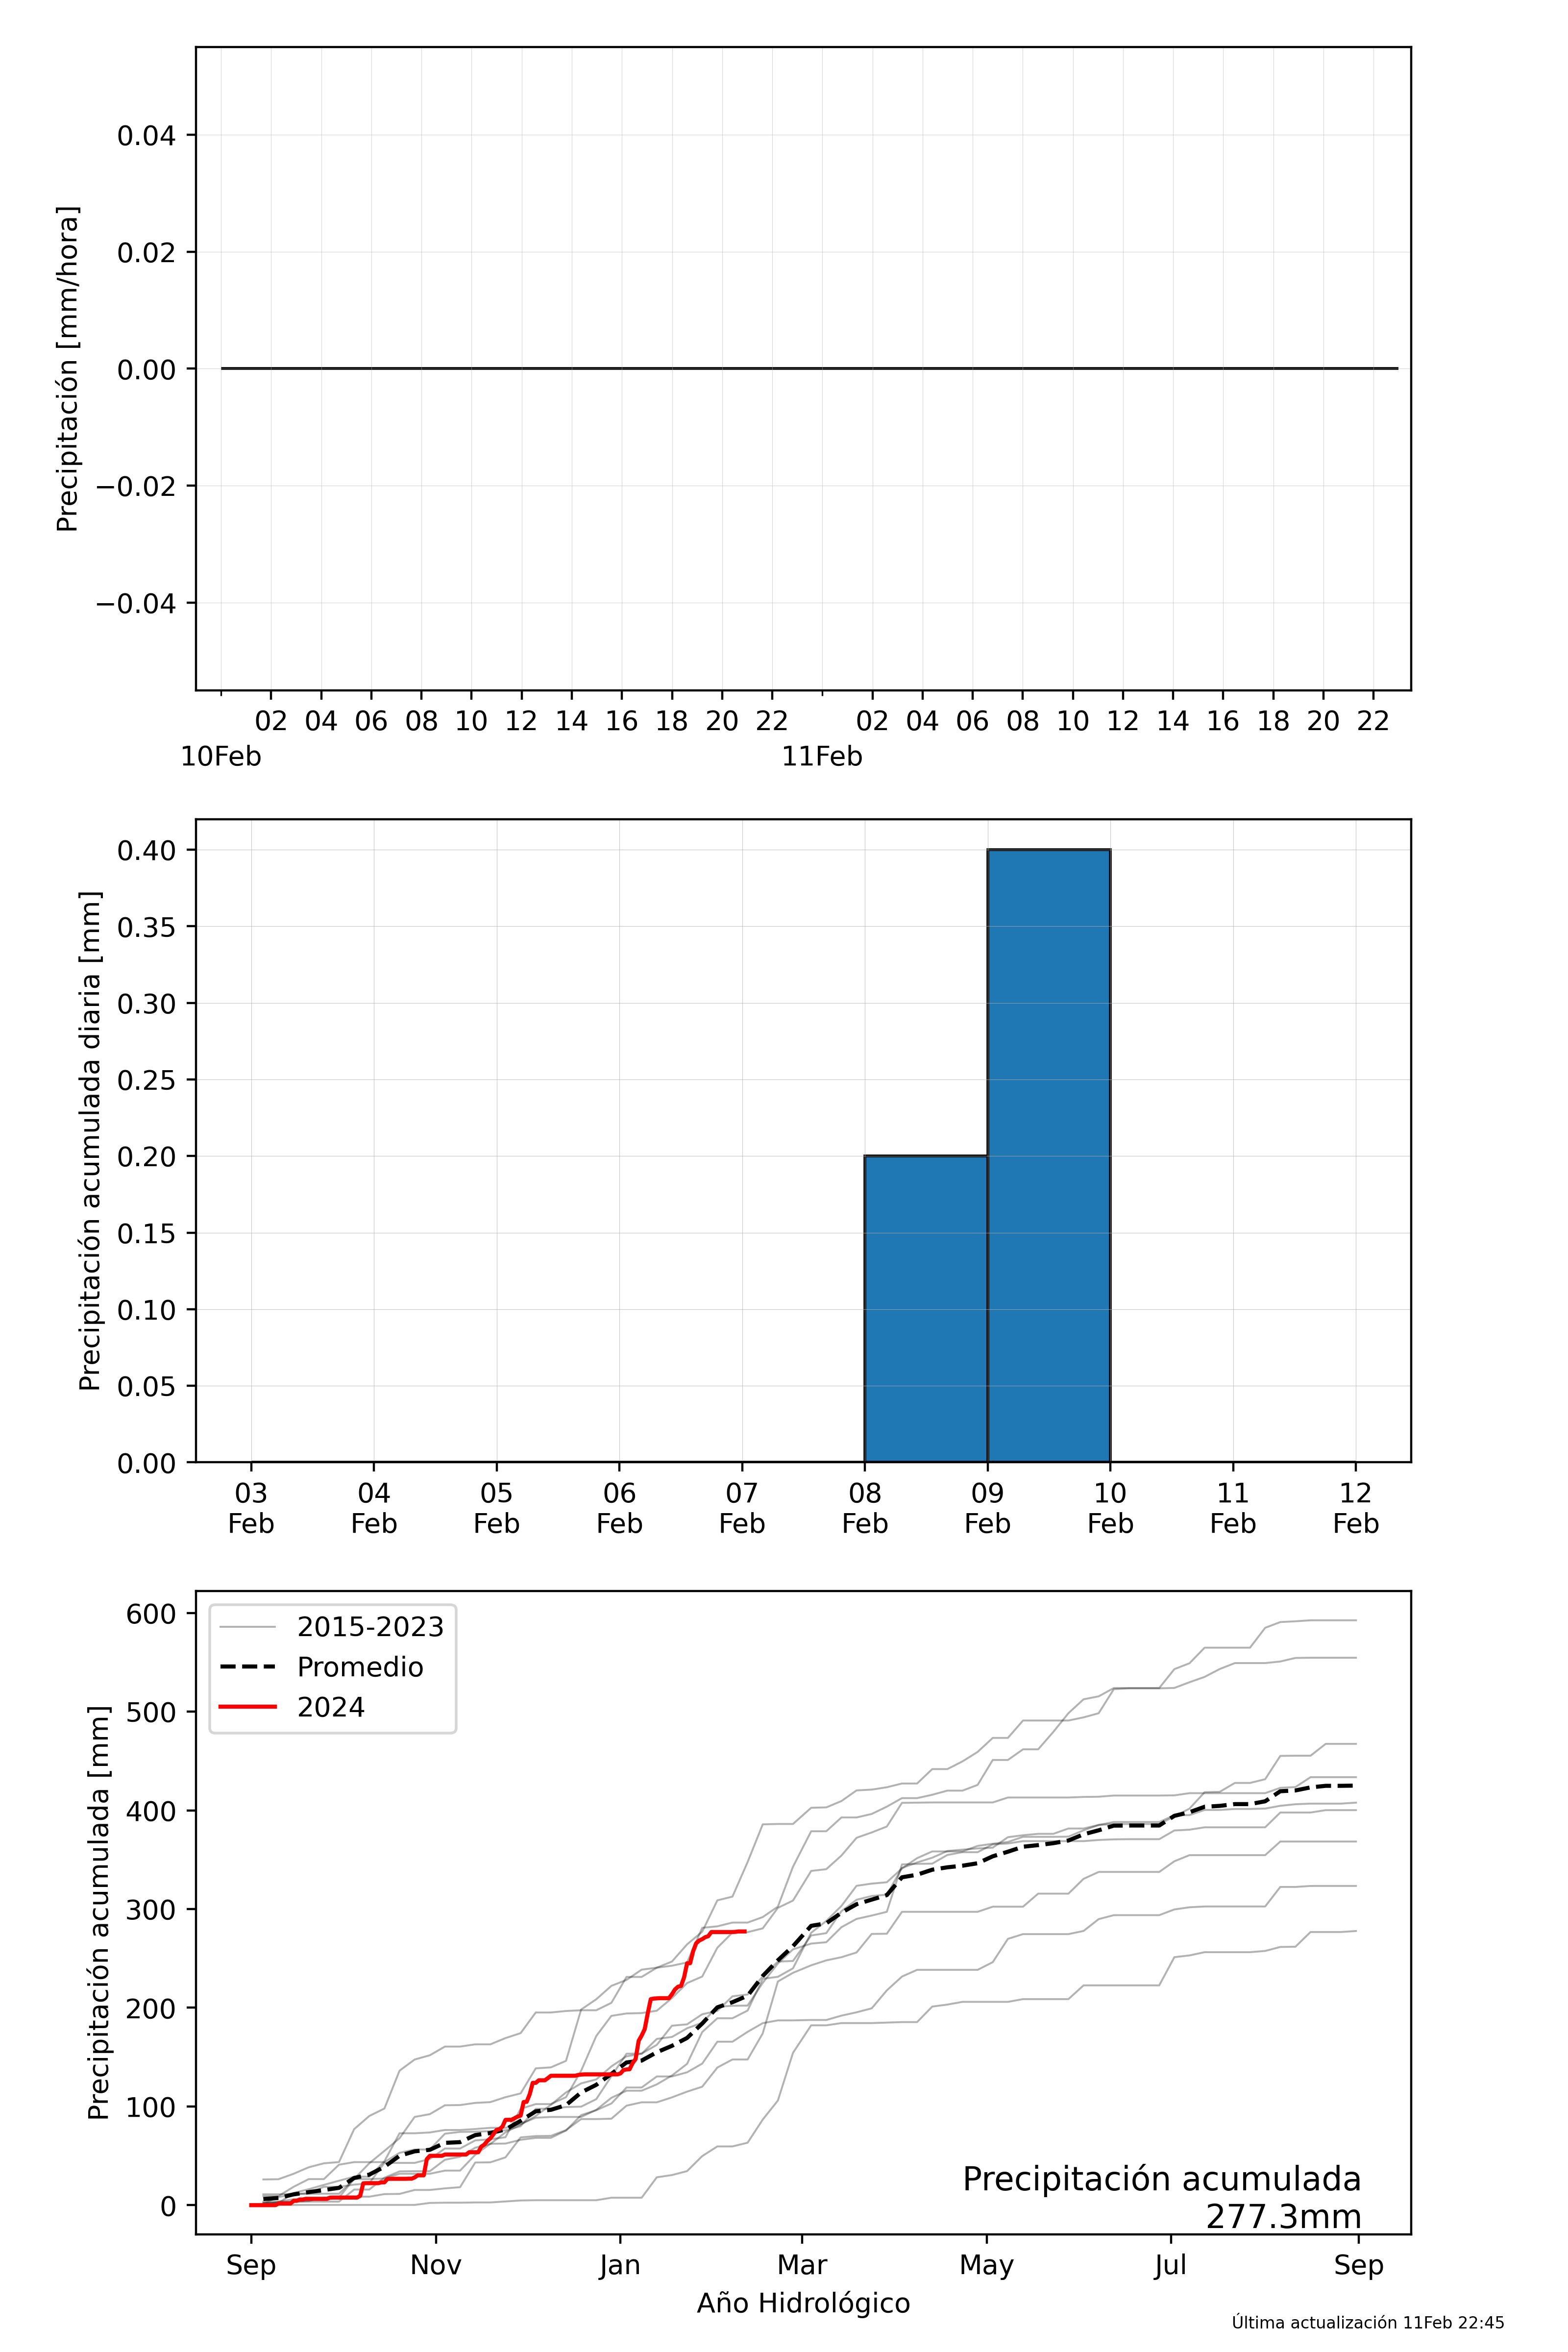 Precipitación [mm/hora]
0.04
0.02
0.00
−0.02
−0.04
02 04 06 08 10 12 14 16 18 20 22 02 04 06 08 10 12 14 16 18 20 22
10Feb 11Feb
Precipitación acumulada diaria [mm]
0.40
0.35
0.30
0.25
0.20
0.15
0.10
0.05
0.00
03 04 05 06 07 08 09 10 11 12
Feb Feb Feb Feb Feb Feb Feb Feb Feb Feb
Precipitación acumulada [mm]
600
500
400
300
200
100
0
2015-2023
Promedio
2024
Precipitación acumulada
277.3mm
Sep Nov Jan Mar May Jul Sep
Año Hidrológico
Última actualización 11Feb 22:45